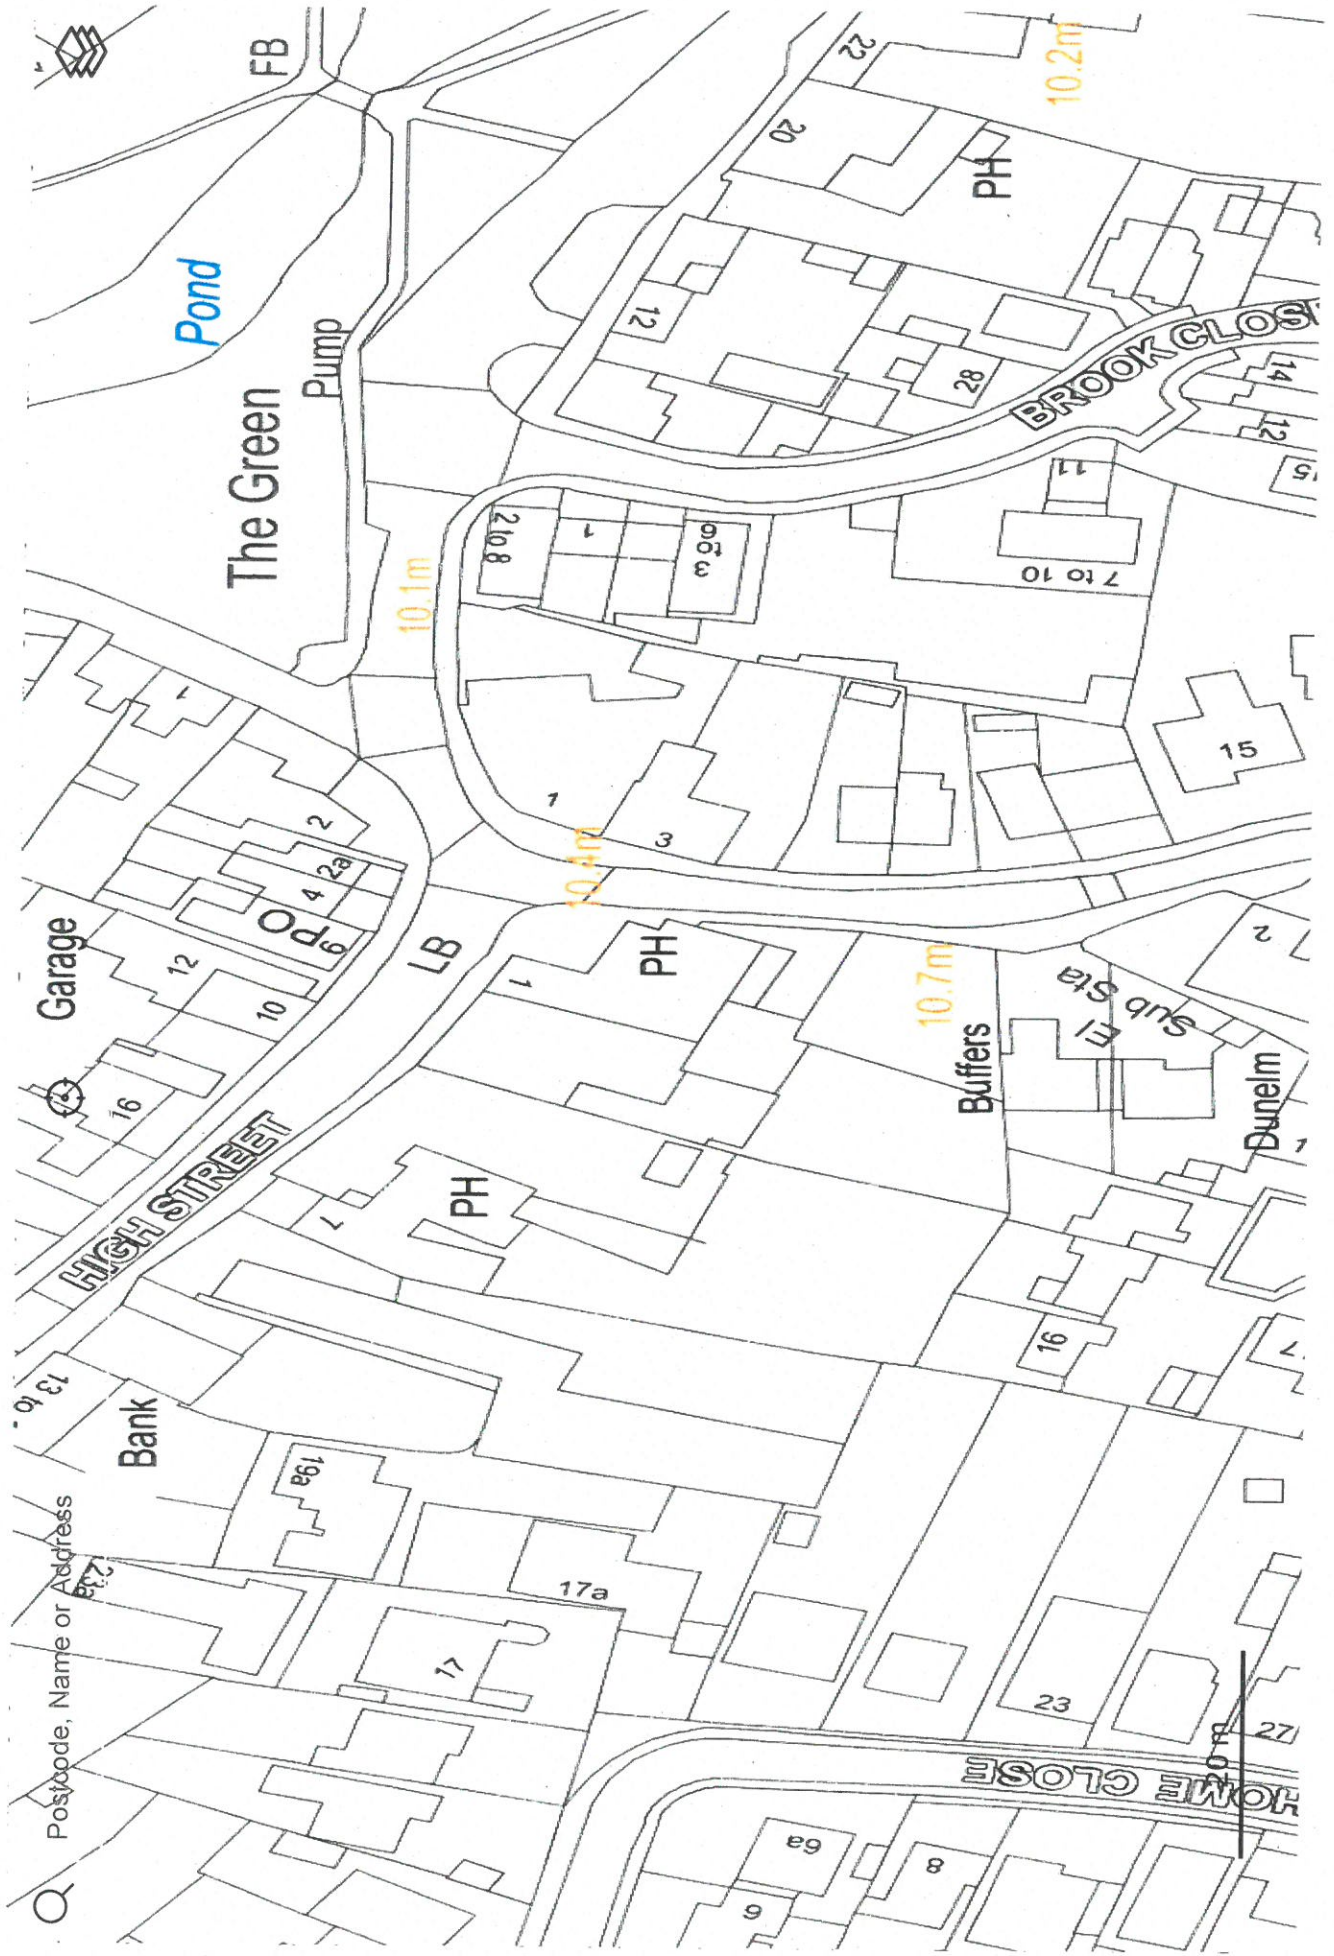 Postcode, Name or Address
FB
Pond
Pump
The Green
10.1m
10.2m
22
20
PH
12
28
BROOK CLOS
14
12
15
11
7 to 10
2 to 8
1
3 to 6
1
2
2a
4
PO
6
Garage
12
10
16
LB
HIGH STREET
1
3
10.4m
PH
1
15
2
10.7m
El
Sub Sta
Buffers
Dunelm
1
7
PH
16
13 to
Bank
19a
23a
17a
17
23
27
20 m
HOME CLOSE
6a
8
6